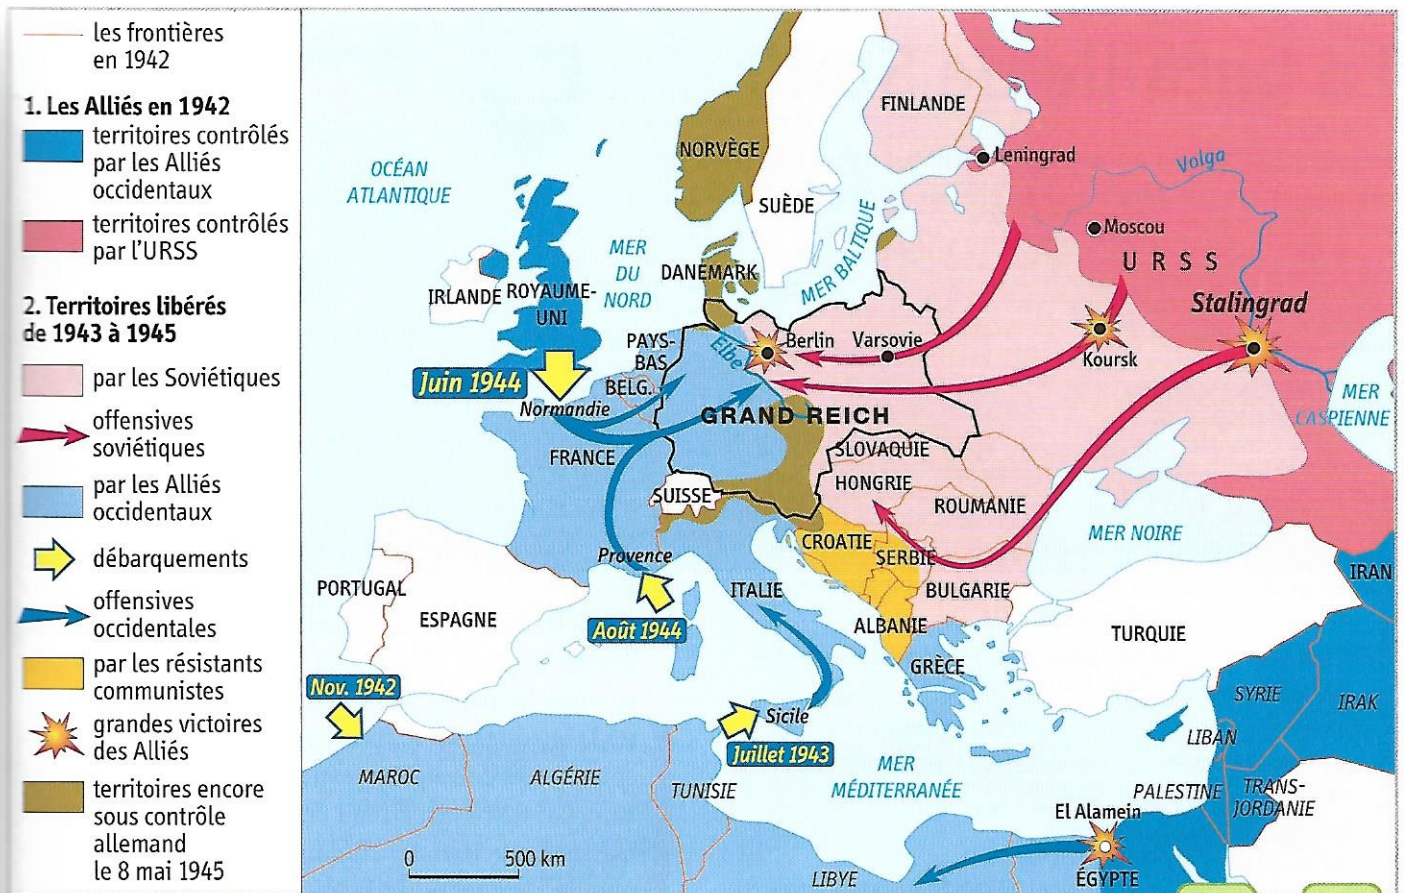 les frontières
en 1942
1. Les Alliés en 1942
territoires contrôlés
par les Alliés
occidentaux
territoires contrôlés
par l'URSS
2. Territoires libérés
de 1943 à 1945
par les Soviétiques
offensives
soviétiques
par les Alliés
occidentaux
débarquements
offensives
occidentales
par les résistants
communistes
grandes victoires
des Alliés
territoires encore
sous contrôle
allemand
le 8 mai 1945
FINLANDE
NORVÈGE
Leningrad
Volga
OCÉAN
ATLANTIQUE
SUÈDE
MER BALTIQUE
Moscou
URSS
MER
DU
NORD
DANEMARK
IRLANDE
ROYAUME-
UNI
Stalingrad
PAYS-
BAS
Elbe
Berlin
Varsovie
Koursk
Juin 1944
BELG.
Normandie
MER
CASPIENNE
GRAND REICH
FRANCE
SLOVAQUIE
HONGRIE
SUISSE
ROUMANIE
MER NOIRE
CROATIE
SERBIE
Provence
IRAN
PORTUGAL
ITALIE
BULGARIE
ESPAGNE
Août 1944
ALBANIE
TURQUIE
GRÈCE
Nov. 1942
SYRIE
IRAK
Sicile
LIBAN
Juillet 1943
MAROC
ALGÉRIE
TUNISIE
MER
MÉDITERRANÉE
PALESTINE
TRANS-
JORDANIE
El Alamein
0 500 km
LIBYE
ÉGYPTE